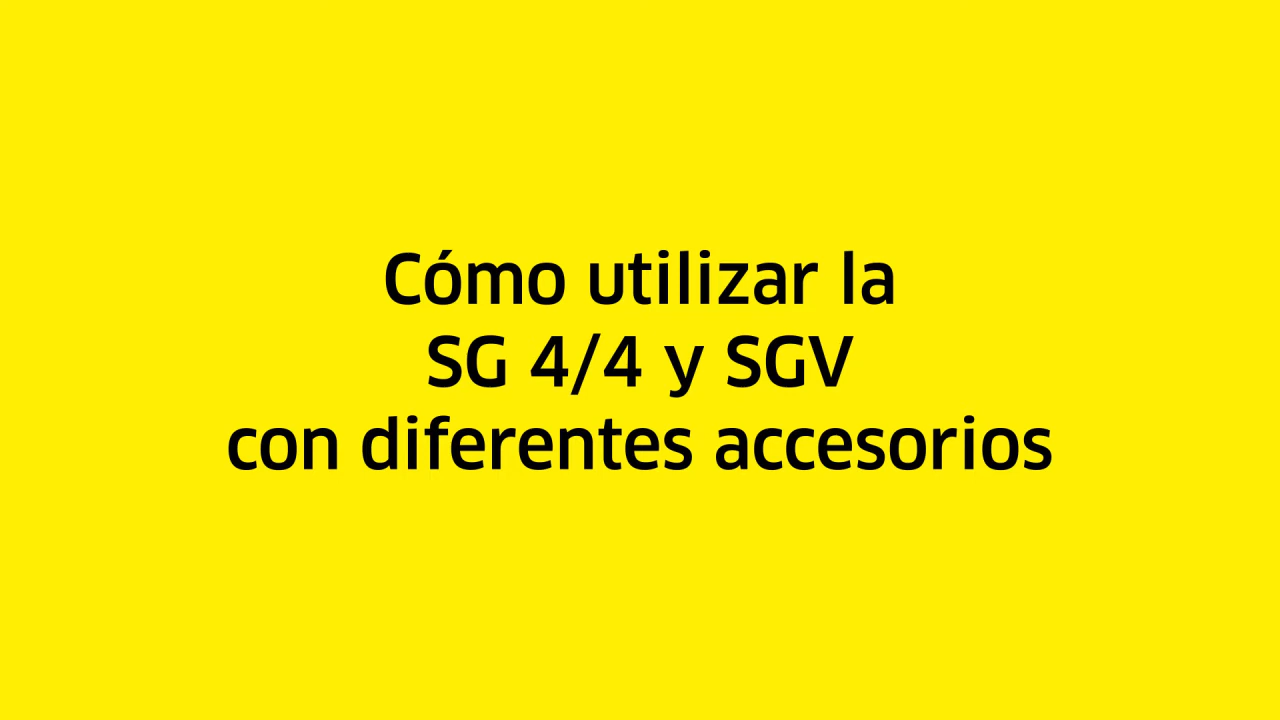 Cómo utilizar la
SG 4/4 y SGV
con diferentes accesorios